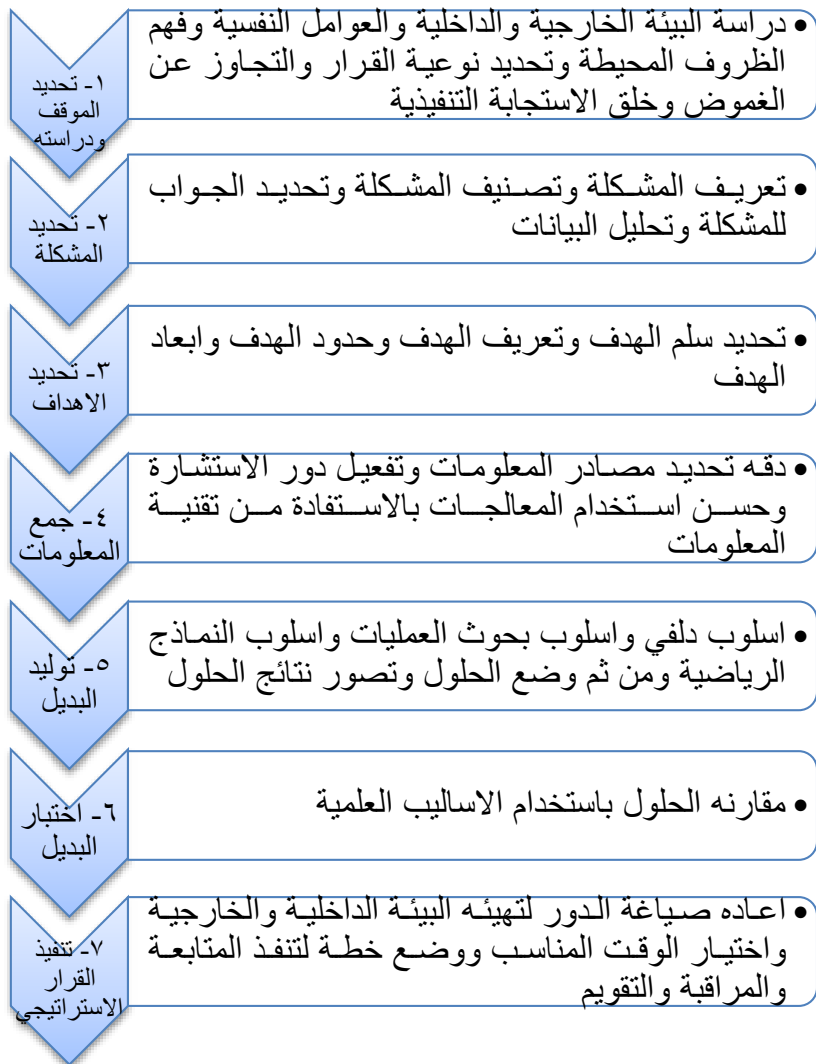 ١- تحديد
الموقف
ودراسته
• دراسة البيئة الخارجية والداخلية والعوامل النفسية وفهم
الظروف المحيطة وتحديد نوعية القرار والتجاوز عن
الغموض وخلق الاستجابة التنفيذية
٢- تحديد
المشكلة
• تعريف المشكلة وتصنيف المشكلة وتحديد الجواب
للمشكلة وتحليل البيانات
٣- تحديد
الاهداف
• تحديد سلم الهدف وتعريف الهدف وحدود الهدف وابعاد
الهدف
٤- جمع
المعلومات
• دقه تحديد مصادر المعلومات وتفعيل دور الاستشارة
وحسن استخدام المعالجات بالاستفادة من تقنية
المعلومات
٥- توليد
البديل
• اسلوب دلفي واسلوب بحوث العمليات واسلوب النماذج
الرياضية ومن ثم وضع الحلول وتصور نتائج الحلول
٦- اختبار
البديل
• مقارنه الحلول باستخدام الاساليب العلمية
٧- تنفيذ
القرار
الاستراتيجي
• اعاده صياغة الدور لتهيئه البيئة الداخلية والخارجية
واختيار الوقت المناسب ووضع خطة لتنفذ المتابعة
والمراقبة والتقويم